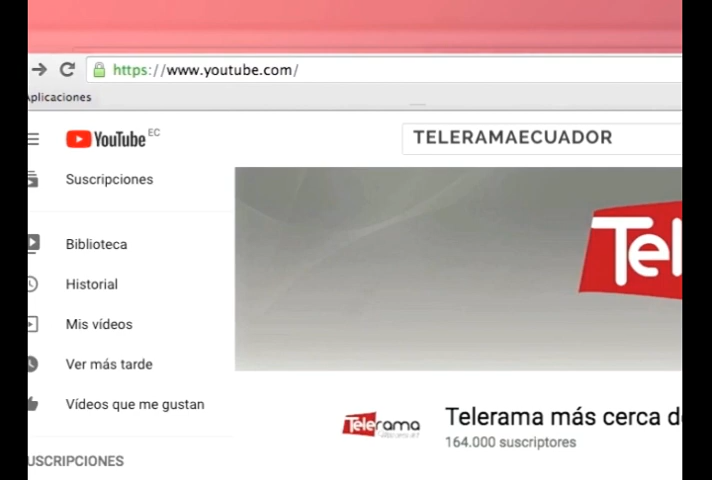 https://www.youtube.com/
Aplicaciones
YouTube EC
TELERAMAECUADOR
Suscripciones
Biblioteca
Historial
Mis vídeos
Ver más tarde
Vídeos que me gustan
USCRIPCIONES
Tel
Telerama
Telerama más cerca d
164.000 suscriptores